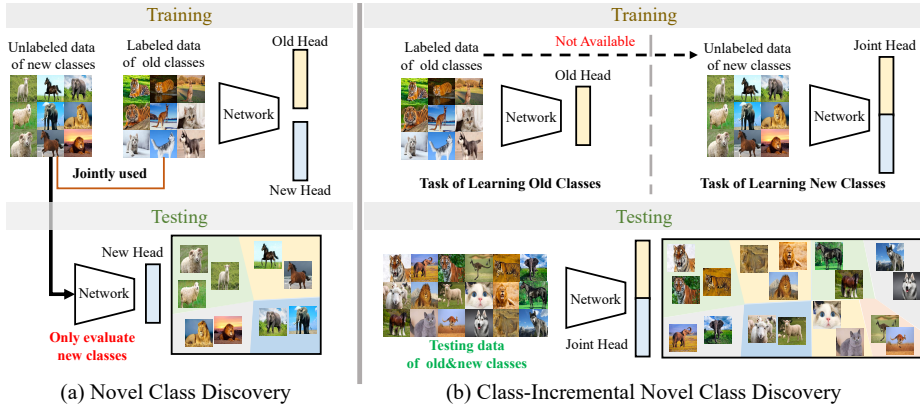 Training
Unlabeled data
of new classes
Labeled data
of old classes
Old Head
Network
New Head
Jointly used
Testing
New Head
Network
Only evaluate
new classes
(a) Novel Class Discovery
Training
Labeled data
of old classes
Not Available
Unlabeled data
of new classes
Old Head
Joint Head
Network
Network
Task of Learning Old Classes
Task of Learning New Classes
Testing
Network
Joint Head
Testing data
of old&new classes
(b) Class-Incremental Novel Class Discovery